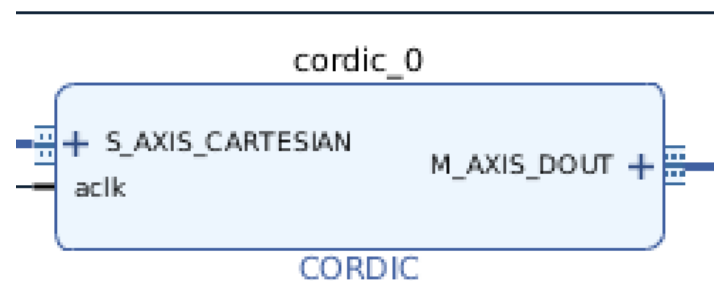 cordic_0
S_AXIS_CARTESIAN
M_AXIS_DOUT
aclk
CORDIC